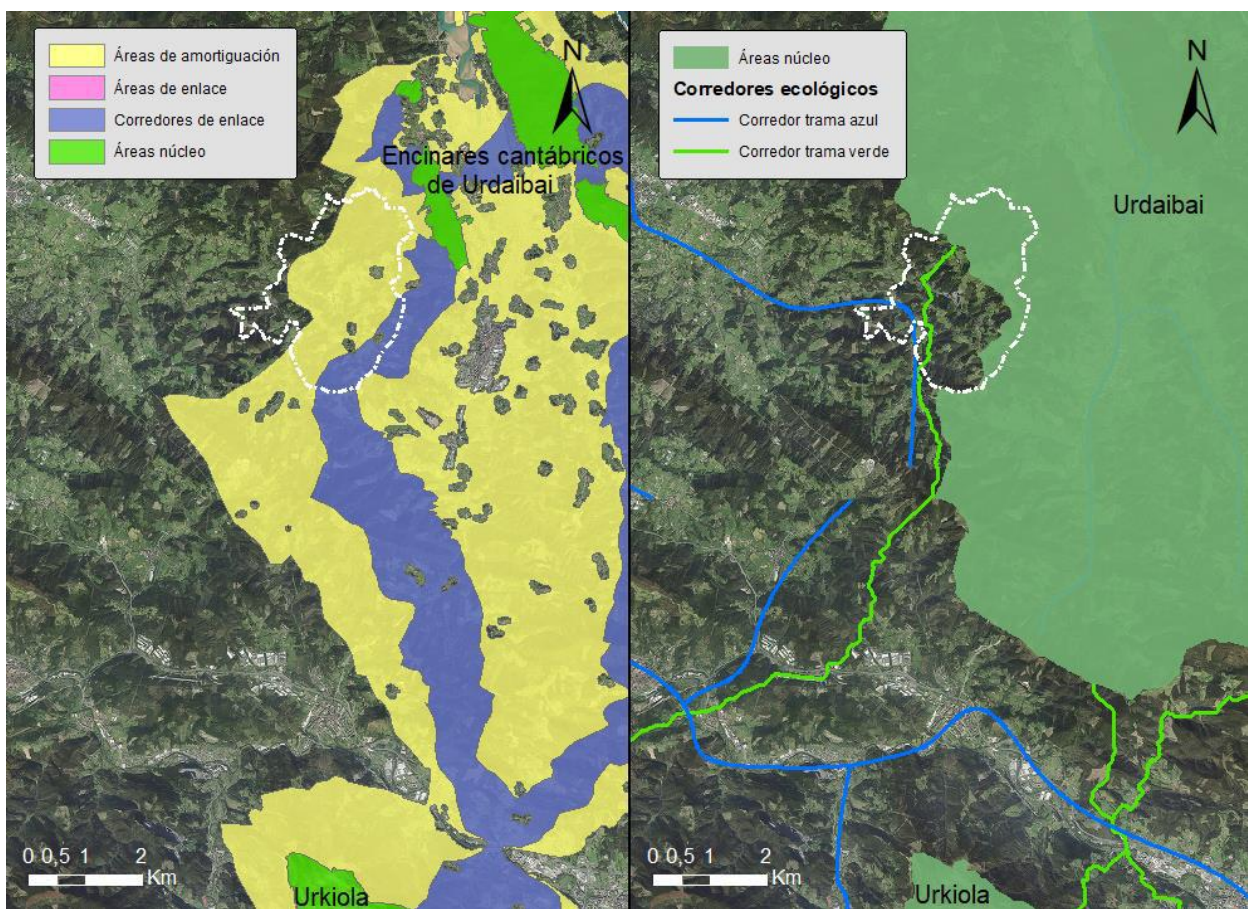 Áreas de amortiguación
Áreas de enlace
Corredores de enlace
Áreas núcleo
N
Encinares cantábricos
de Urdaibai
0 0,5 1 2
Km
Urkiola
Áreas núcleo
Corredores ecológicos
Corredor trama azul
Corredor trama verde
N
Urdaibai
0 0,5 1 2
Km
Urkiola